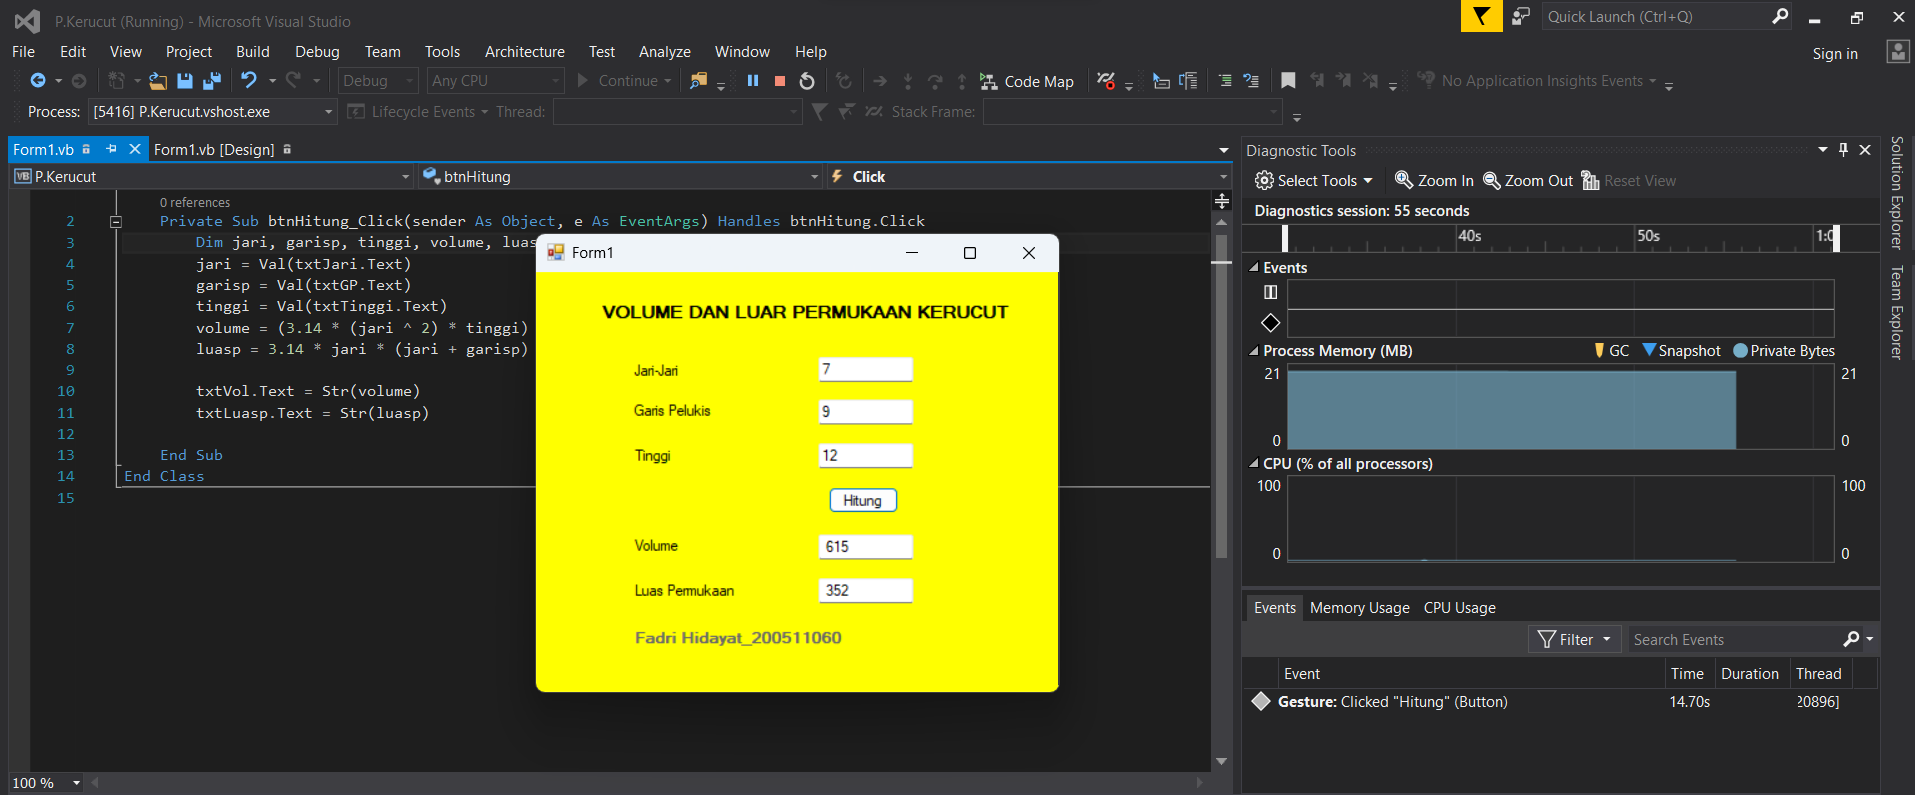 P.Kerucut (Running) - Microsoft Visual Studio
Quick Launch (Ctrl+Q)
File Edit View Project Build Debug Team Tools Architecture Test Analyze Window Help
Sign in
Debug Any CPU Continue Code Map No Application Insights Events
Process: [5416] P.Kerucut.vshost.exe Lifecycle Events Thread: Stack Frame:
Form1.vb Form1.vb [Design]
VB P.Kerucut btnHitung Click
0 references
2 Private Sub btnHitung_Click(sender As Object, e As EventArgs) Handles btnHitung.Click
3 Dim jari, garisp, tinggi, volume, luas
4 jari = Val(txtJari.Text)
5 garisp = Val(txtGP.Text)
6 tinggi = Val(txtTinggi.Text)
7 volume = (3.14 * (jari ^ 2) * tinggi)
8 luasp = 3.14 * jari * (jari + garisp)
9
10 txtVol.Text = Str(volume)
11 txtLuasp.Text = Str(luasp)
12
13 End Sub
14 End Class
15
100 %
Form1
VOLUME DAN LUAR PERMUKAAN KERUCUT
Jari-Jari 7
Garis Pelukis 9
Tinggi 12
Hitung
Volume 615
Luas Permukaan 352
Fadri Hidayat_200511060
Diagnostic Tools
Select Tools Zoom In Zoom Out Reset View
Diagnostics session: 55 seconds
40s 50s 1:0
Events
Process Memory (MB) GC Snapshot Private Bytes
21 21
0 0
CPU (% of all processors)
100 100
0 0
Events Memory Usage CPU Usage
Filter Search Events
Event Time Duration Thread
Gesture: Clicked "Hitung" (Button) 14.70s 20896]
Solution Explorer
Team Explorer